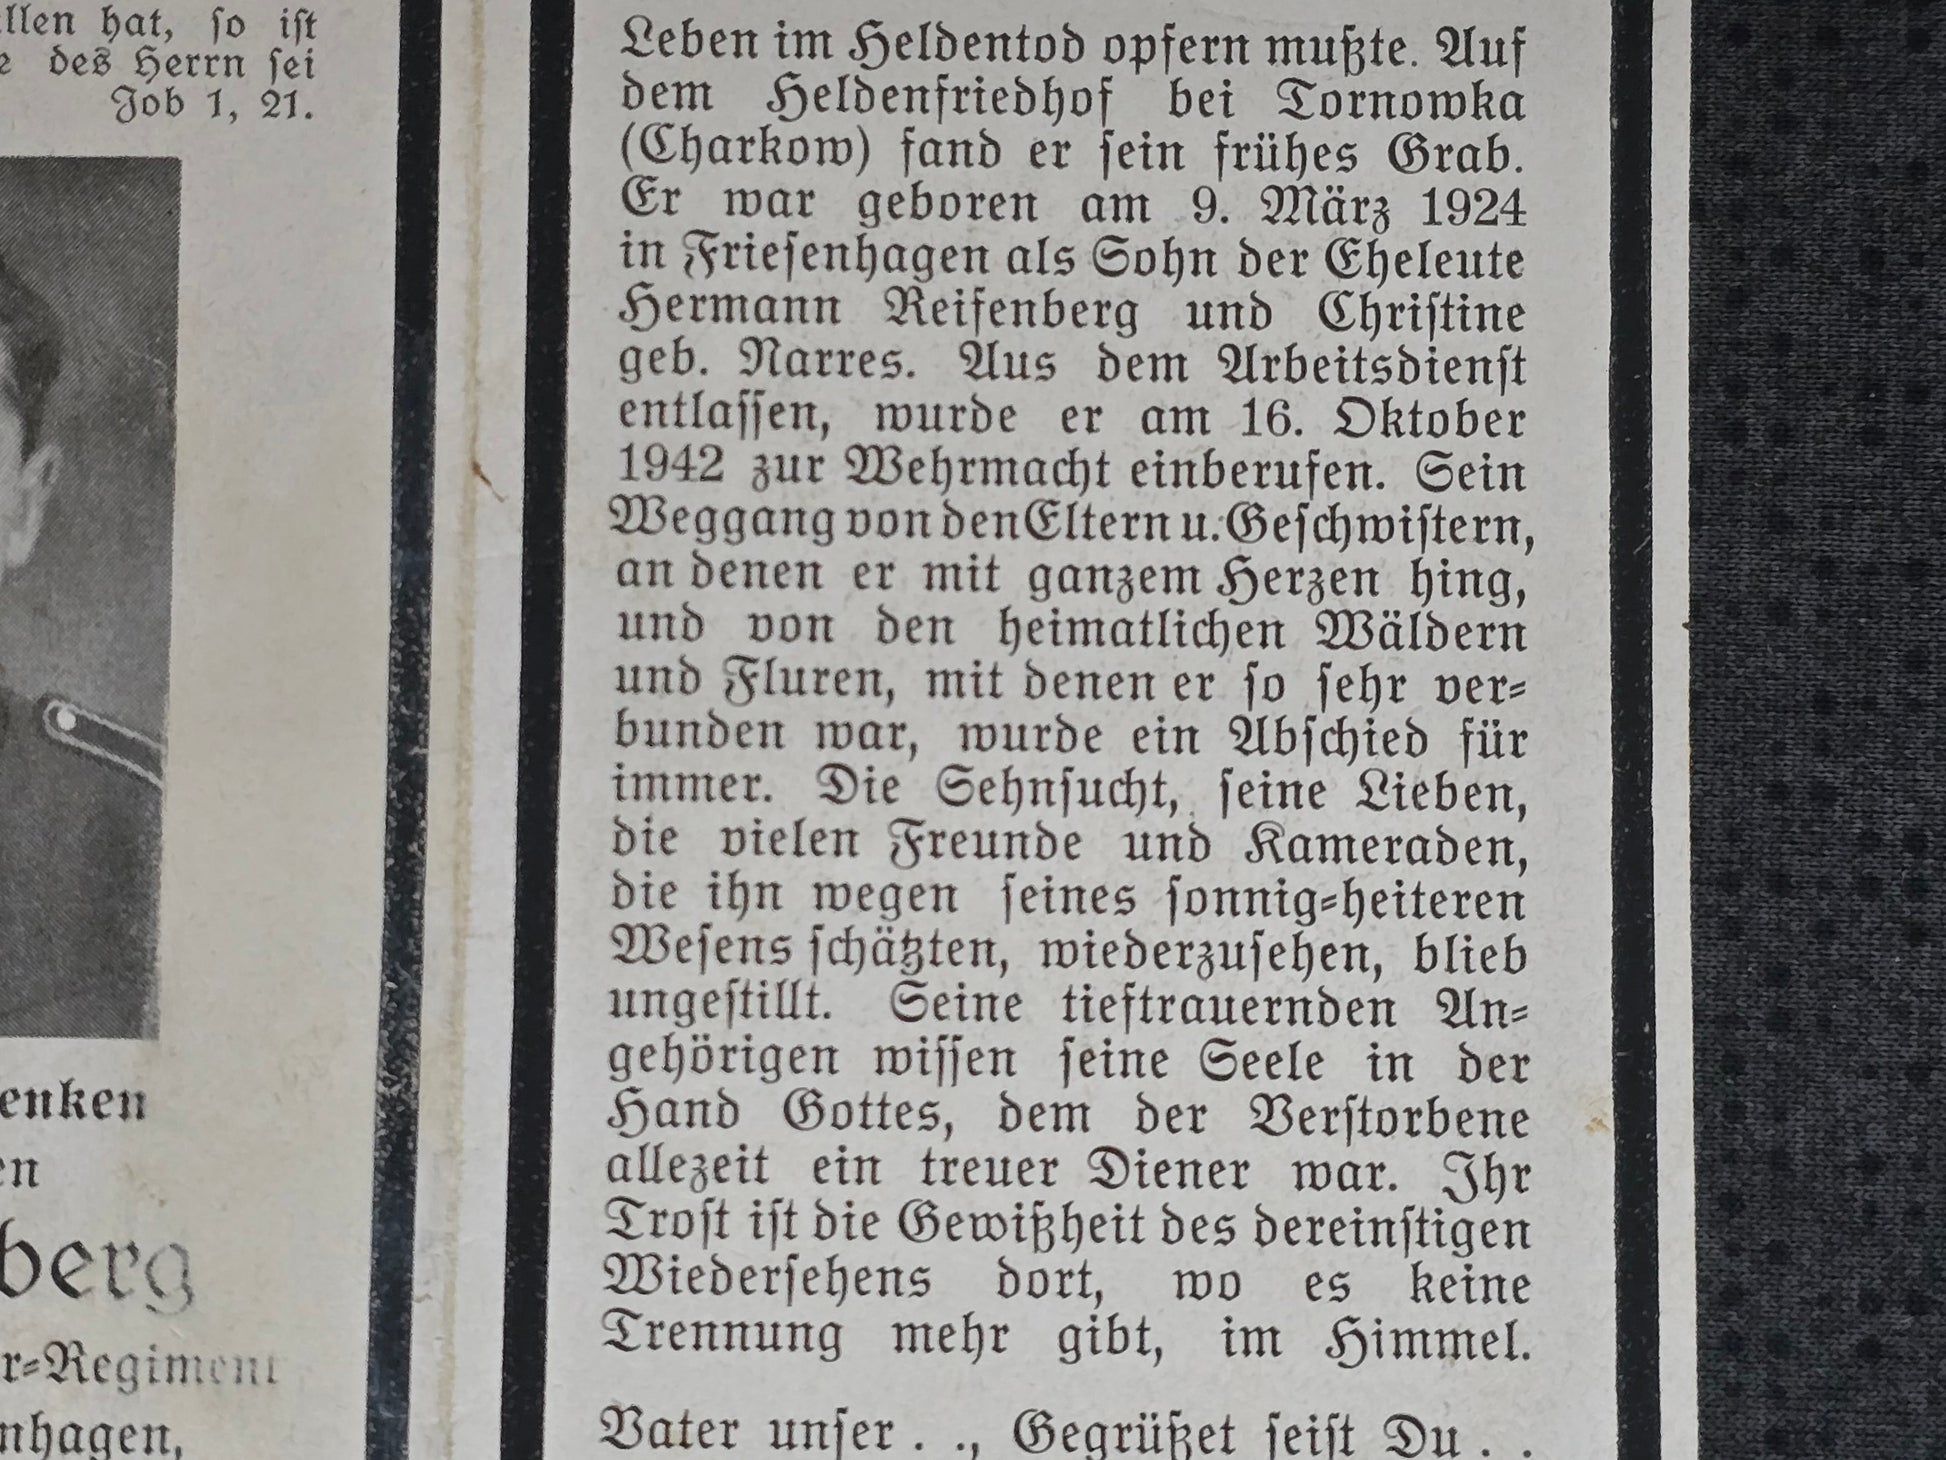 hat, so ist
des Herrn sei
Job 1, 21.
enken
en
berg
r=Regiment
nhagen,
Leben im Heldentod opfern mußte. Auf
dem Heldenfriedhof bei Tornowka
(Charkow) fand er sein frühes Grab.
Er war geboren am 9. März 1924
in Friesenhagen als Sohn der Eheleute
Hermann Reifenberg und Christine
geb. Narres. Aus dem Arbeitsdienst
entlassen, wurde er am 16. Oktober
1942 zur Wehrmacht einberufen. Sein
Weggang von den Eltern u. Geschwistern,
an denen er mit ganzem Herzen hing,
und von den heimatlichen Wäldern
und Fluren, mit denen er so sehr ver=
bunden war, wurde ein Abschied für
immer. Die Sehnsucht, seine Lieben,
die vielen Freunde und Kameraden,
die ihn wegen seines sonnig=heiteren
Wesens schätzten, wiederzusehen, blieb
ungestillt. Seine tieftrauernden An=
gehörigen wissen seine Seele in der
Hand Gottes, dem der Verstorbene
allezeit ein treuer Diener war. Ihr
Trost ist die Gewißheit des dereinstigen
Wiedersehens dort, wo es keine
Trennung mehr gibt, im Himmel.
Vater unser . ., Gegrüßet seist Du . .